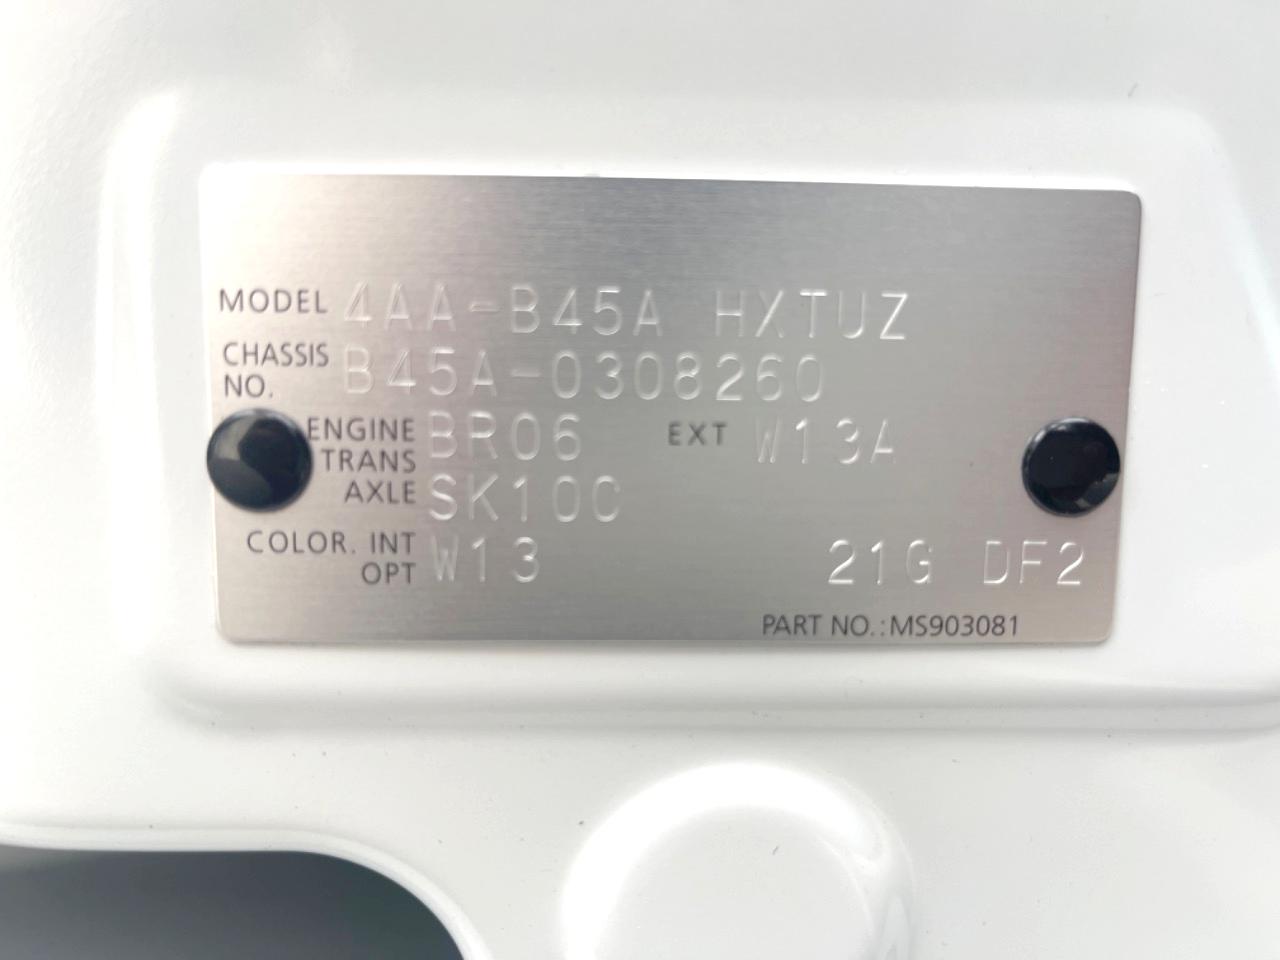 MODEL 4AA-B45A HXTUZ
CHASSIS NO. B45A-0308260
ENGINE BR06 EXT W13A
TRANS AXLE SK10C
COLOR. INT OPT W13 21G DF2
PART NO.:MS903081